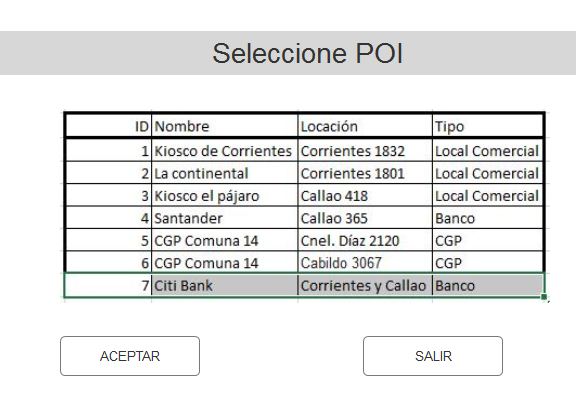 Seleccione POI
ID Nombre Locación Tipo
1 Kiosco de Corrientes Corrientes 1832 Local Comercial
2 La continental Corrientes 1801 Local Comercial
3 Kiosco el pájaro Callao 418 Local Comercial
4 Santander Callao 365 Banco
5 CGP Comuna 14 Cnel. Díaz 2120 CGP
6 CGP Comuna 14 Cabildo 3067 CGP
7 Citi Bank Corrientes y Callao Banco
ACEPTAR SALIR